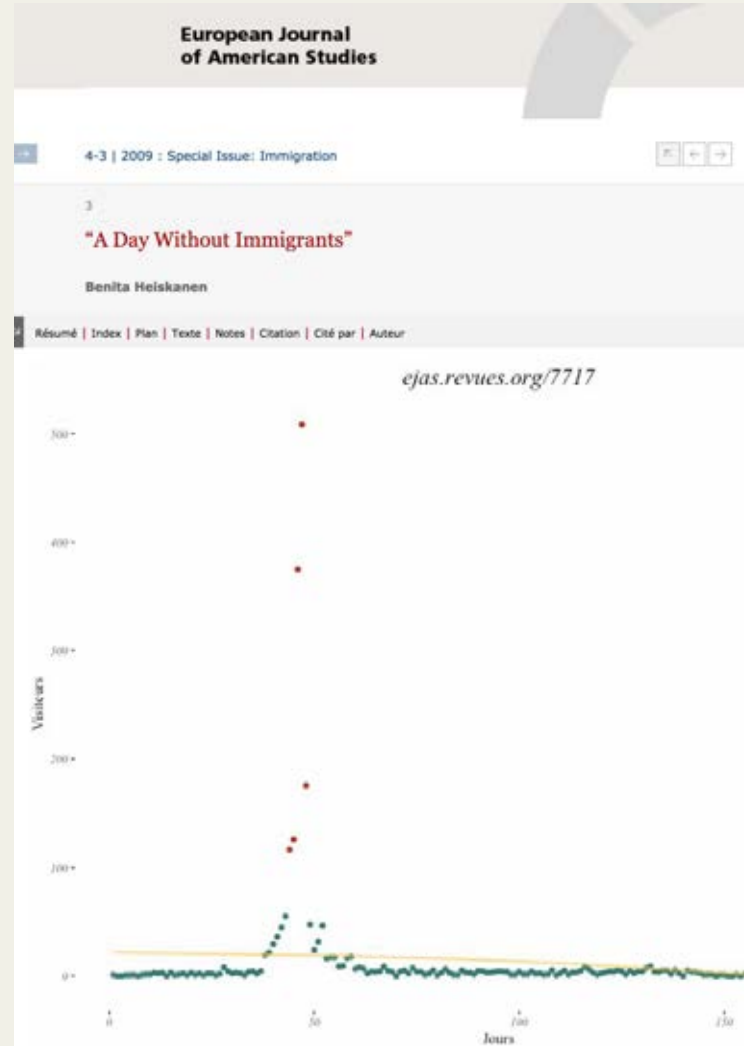 European Journal
of American Studies
4-3 | 2009 : Special Issue: Immigration
3
“A Day Without Immigrants”
Benita Heiskanen
Résumé | Index | Plan | Texte | Notes | Citation | Cité par | Auteur
ejas.revues.org/7717
500
400
300
200
100
0
Visiteurs
0 50 100 150
Jours